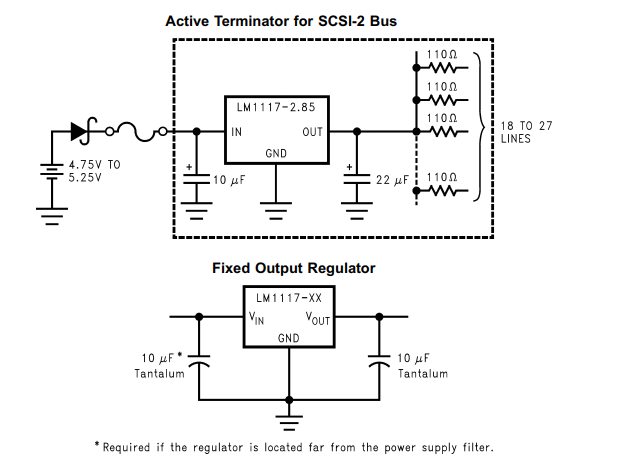 Active Terminator for SCSI-2 Bus
110Ω
110Ω
LM1117-2.85
110Ω
IN
OUT
18 TO 27
LINES
GND
4.75V TO
5.25V
+
10 μF
+
22 μF
110Ω
Fixed Output Regulator
LM1117-XX
VIN
VOUT
GND
10 μF*
Tantalum
10 μF
Tantalum
* Required if the regulator is located far from the power supply filter.